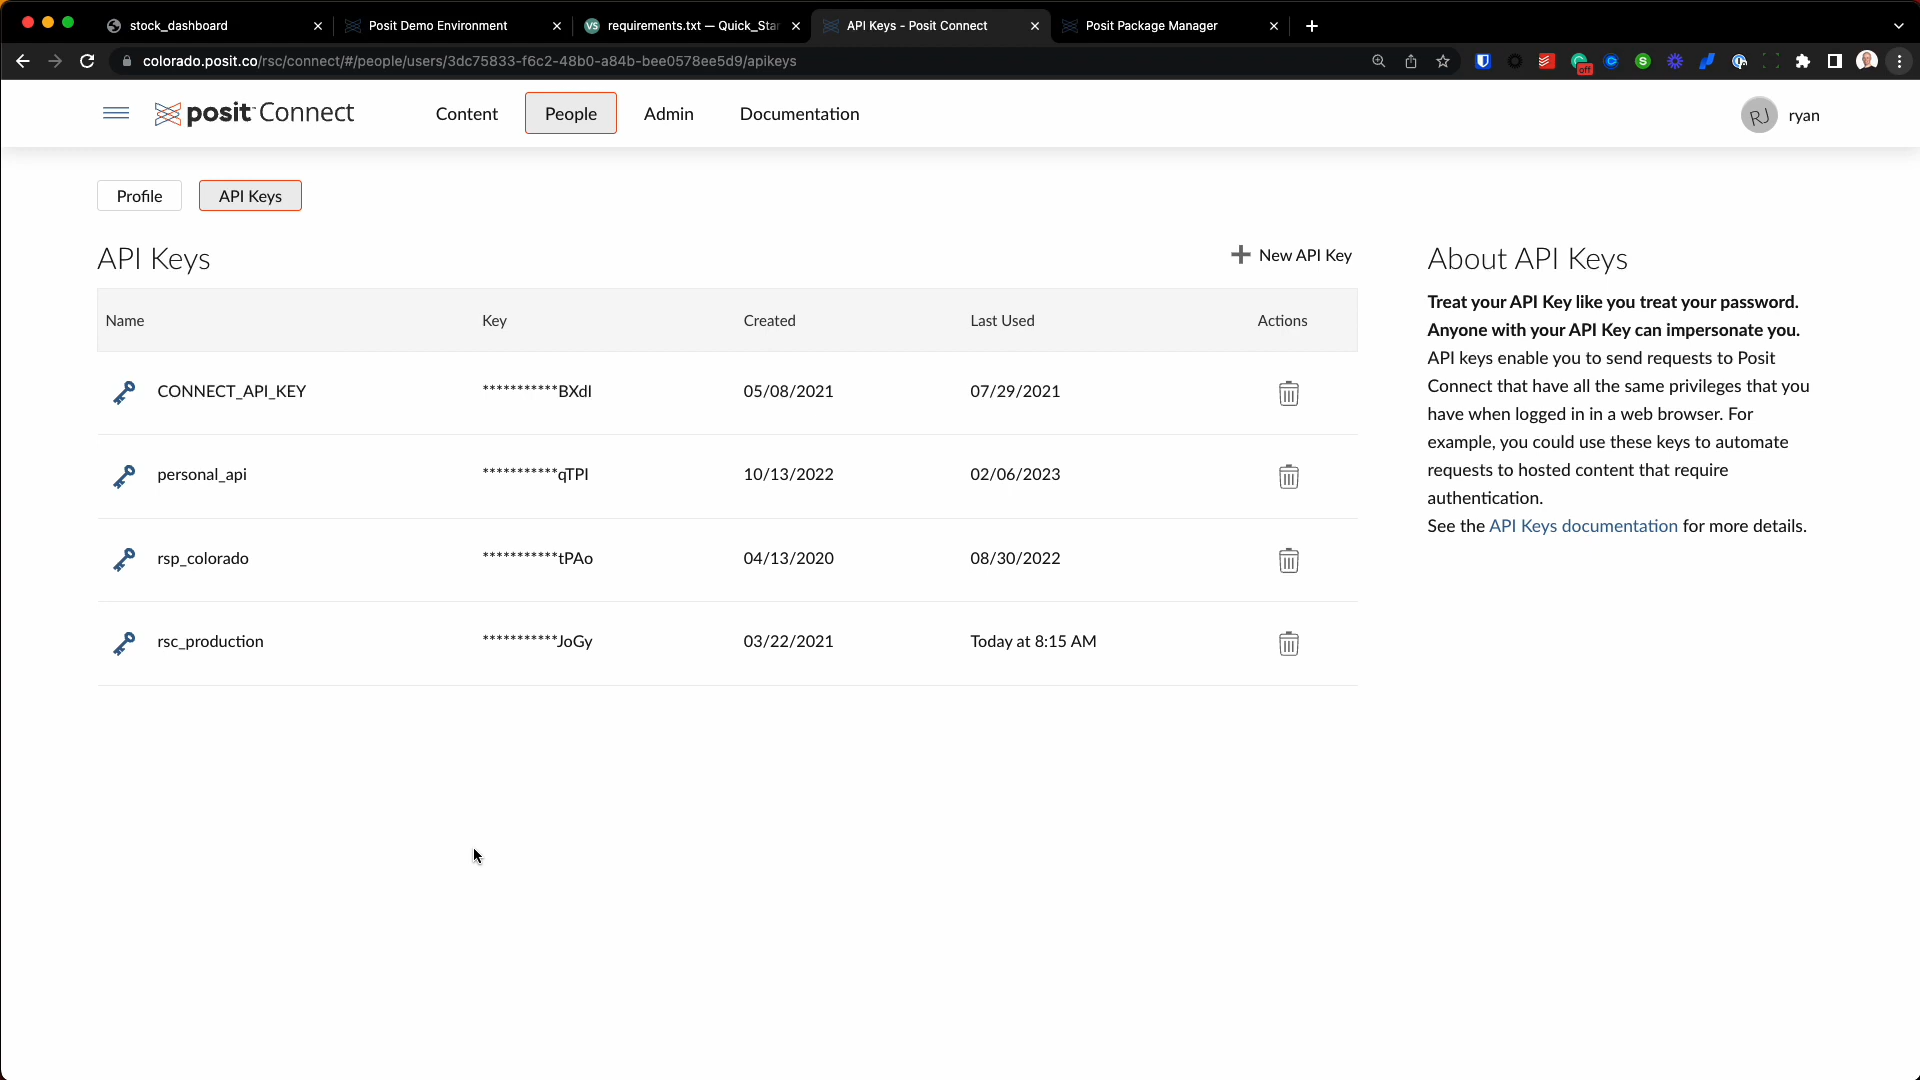 stock_dashboard
Posit Demo Environment
VS requirements.txt — Quick_Star
API Keys - Posit Connect
Posit Package Manager
colorado.posit.co/rsc/connect/#/people/users/3dc75833-f6c2-48b0-a84b-bee0578ee5d9/apikeys
off
S
posit Connect
Content
People
Admin
Documentation
RJ
ryan
Profile
API Keys
API Keys
New API Key
Name Key Created Last Used Actions
CONNECT_API_KEY ***********BXdl 05/08/2021 07/29/2021
personal_api ***********qTPI 10/13/2022 02/06/2023
rsp_colorado ***********tPAo 04/13/2020 08/30/2022
rsc_production ***********JoGy 03/22/2021 Today at 8:15 AM
About API Keys
Treat your API Key like you treat your password.
Anyone with your API Key can impersonate you.
API keys enable you to send requests to Posit
Connect that have all the same privileges that you
have when logged in in a web browser. For
example, you could use these keys to automate
requests to hosted content that require
authentication.
See the API Keys documentation for more details.